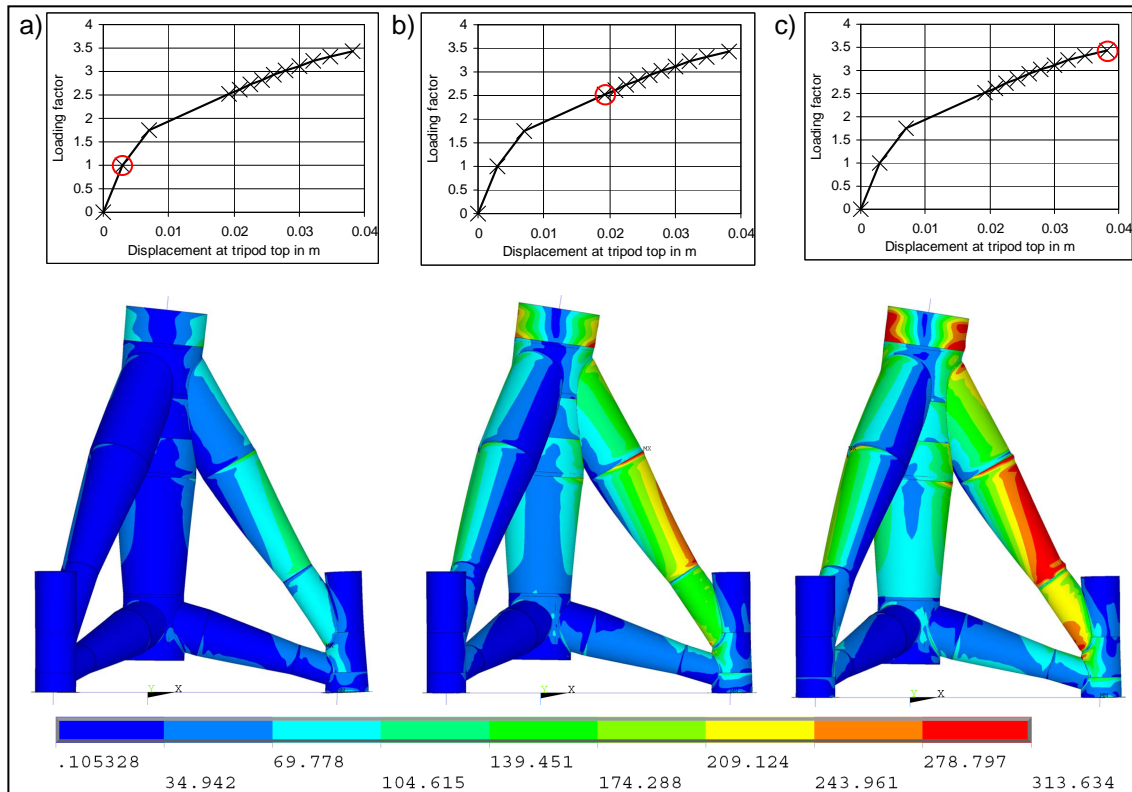 a)
4
3.5
3
2.5
2
1.5
1
0.5
0
Loading factor
0 0.01 0.02 0.03 0.04
Displacement at tripod top in m
b)
4
3.5
3
2.5
2
1.5
1
0.5
0
Loading factor
0 0.01 0.02 0.03 0.04
Displacement at tripod top in m
c)
4
3.5
3
2.5
2
1.5
1
0.5
0
Loading factor
0 0.01 0.02 0.03 0.04
Displacement at tripod top in m
MX
Y X
Y X
Y X
.105328 69.778 139.451 209.124 278.797
34.942 104.615 174.288 243.961 313.634